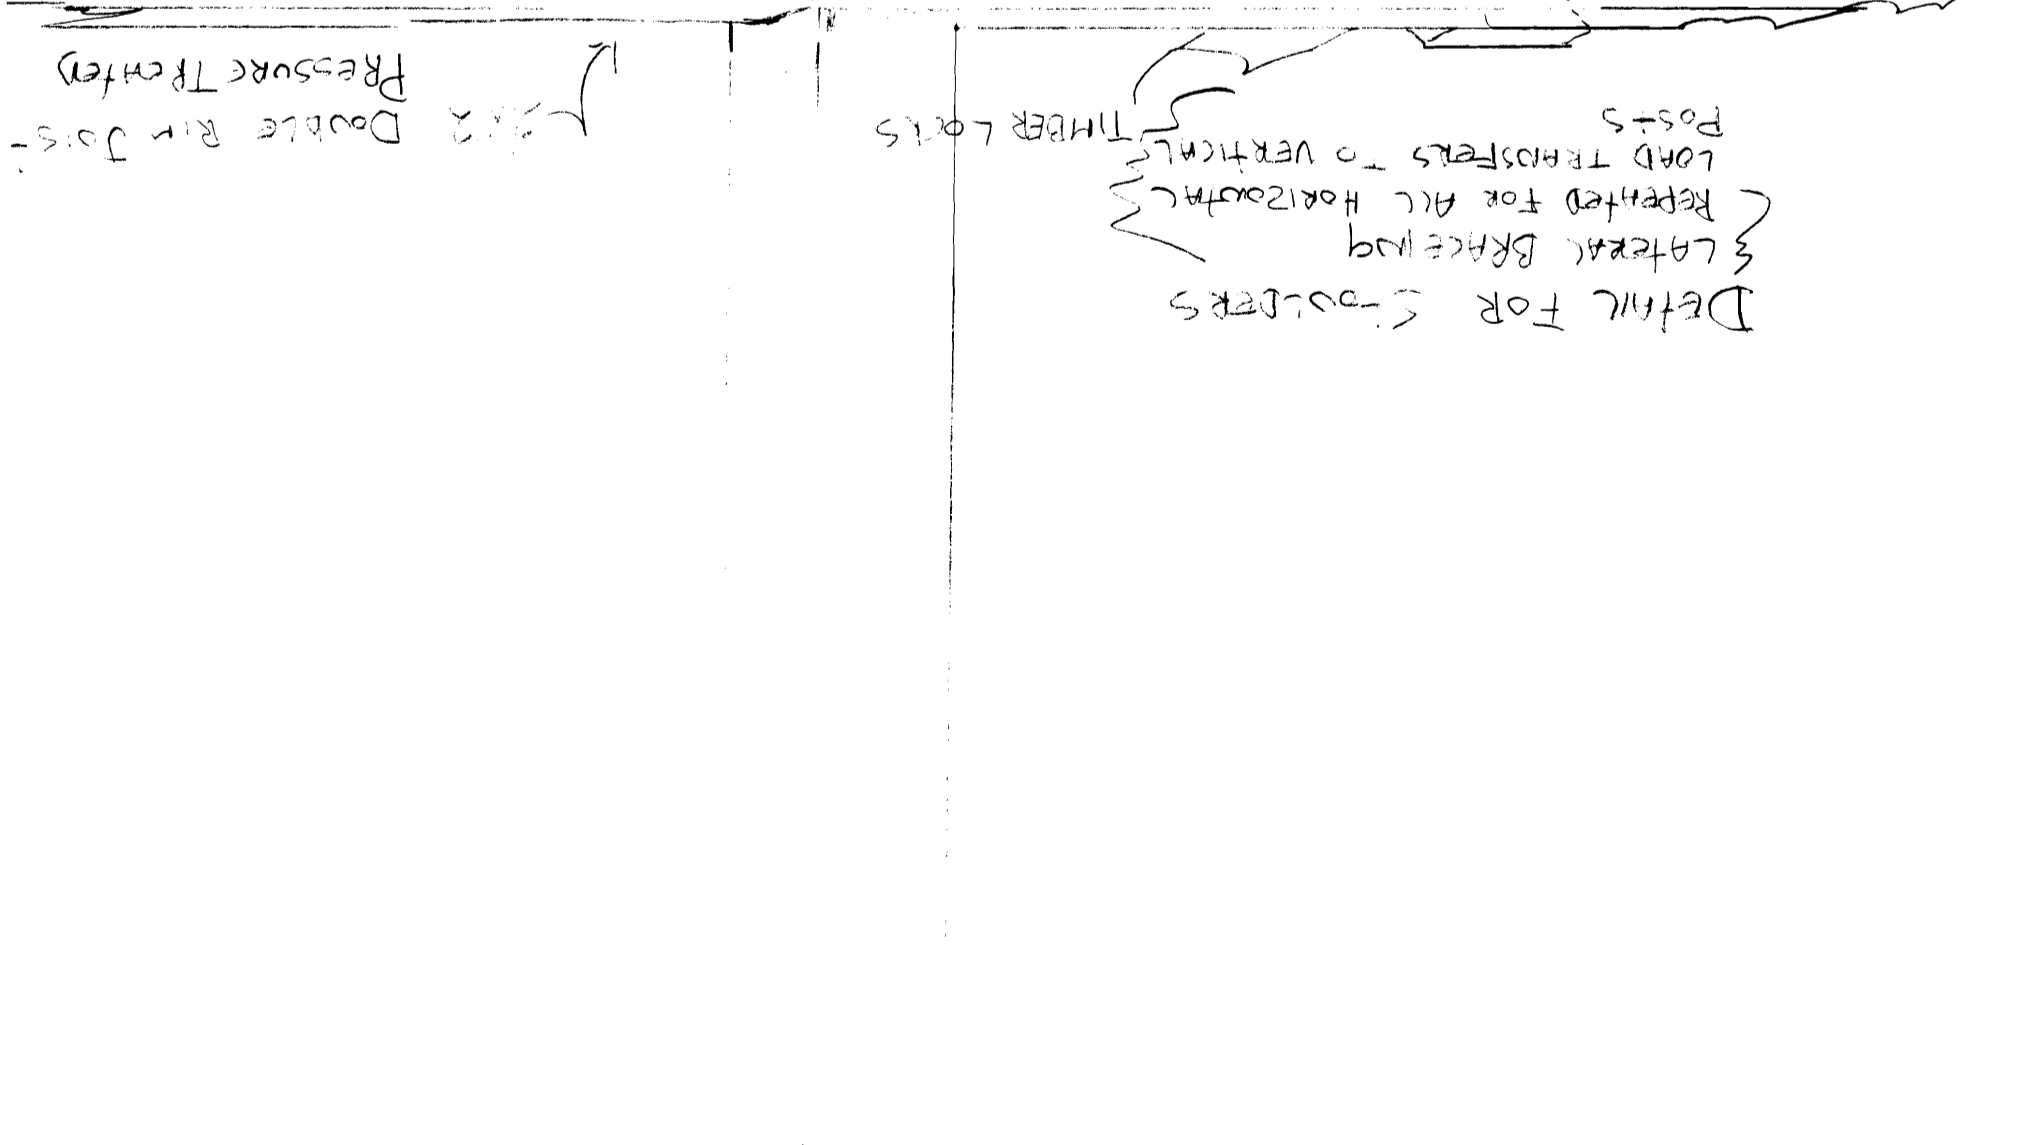 DETAIL FOR SHOULDERS
& LATERAL BRACEING
(REPEATED FOR ALL HORIZONTAL
LOAD TRANSFERS TO VERTICAL
POSTS
TIMBER LOCKS
DOUBLE RIM JOIST
PRESSURE TREATED